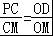 PC/CM = OD/OM